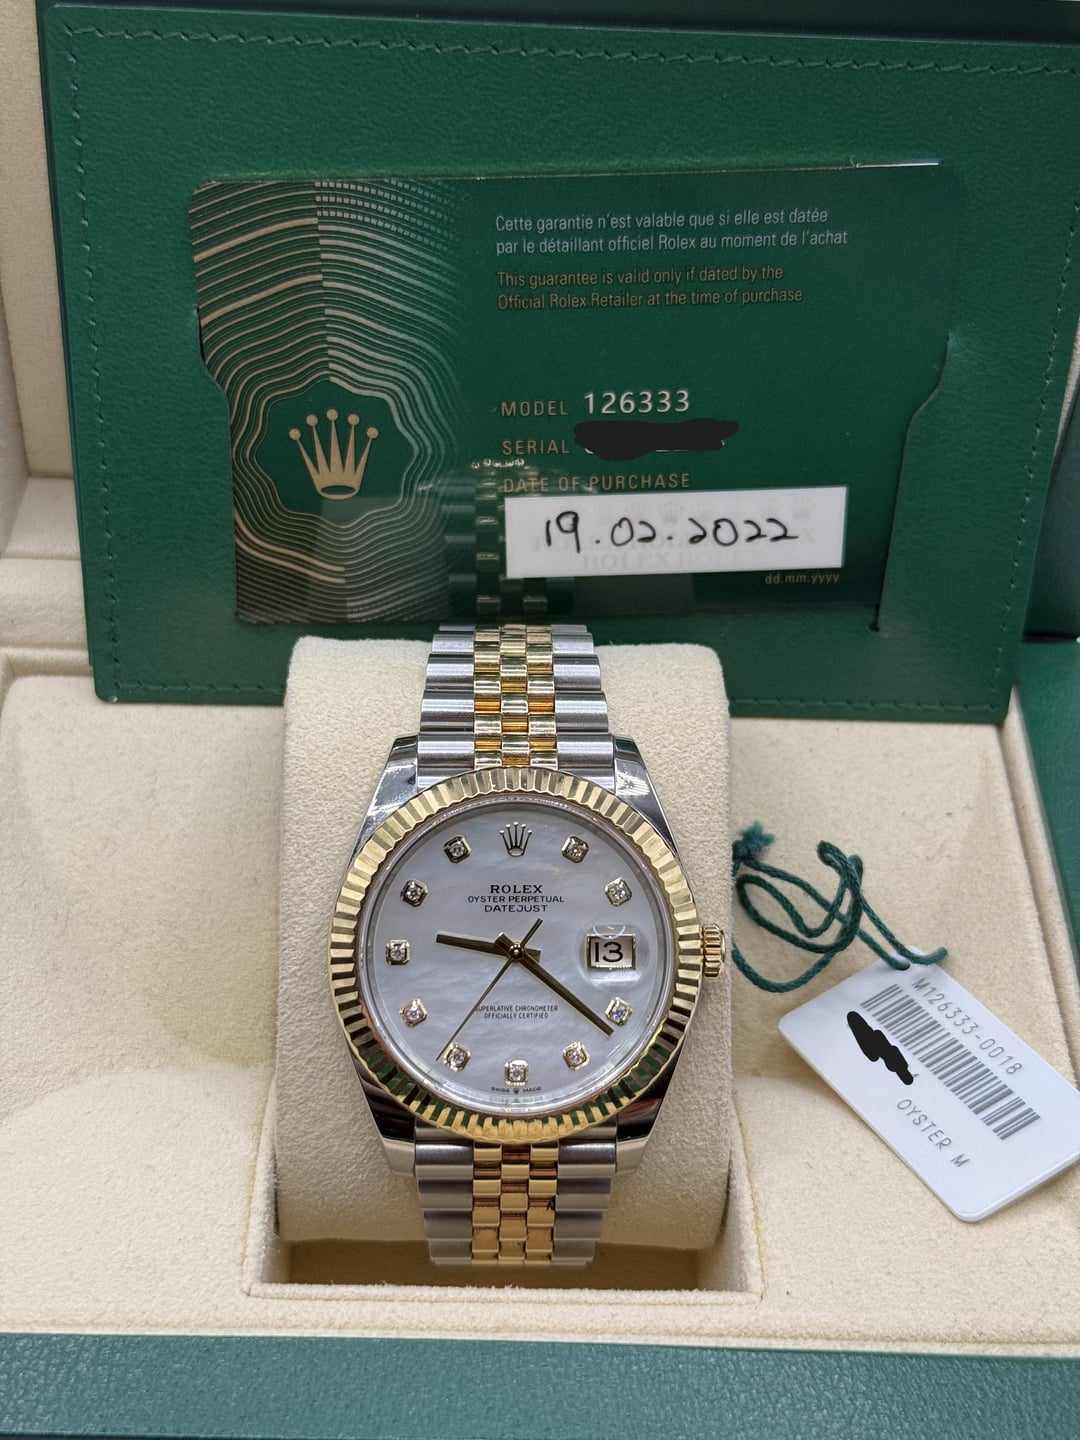 Cette garantie n'est valable que si elle est datée
par le détaillant officiel Rolex au moment de l'achat
This guarantee is valid only if dated by the
Official Rolex Retailer at the time of purchase
MODEL 126333
SERIAL
DATE OF PURCHASE
19.02.2022
dd.mm.yyyy
ROLEX
OYSTER PERPETUAL
DATEJUST
13
SUPERLATIVE CHRONOMETER
OFFICIALLY CERTIFIED
SWISS MADE
M126333-0018
OYSTER M